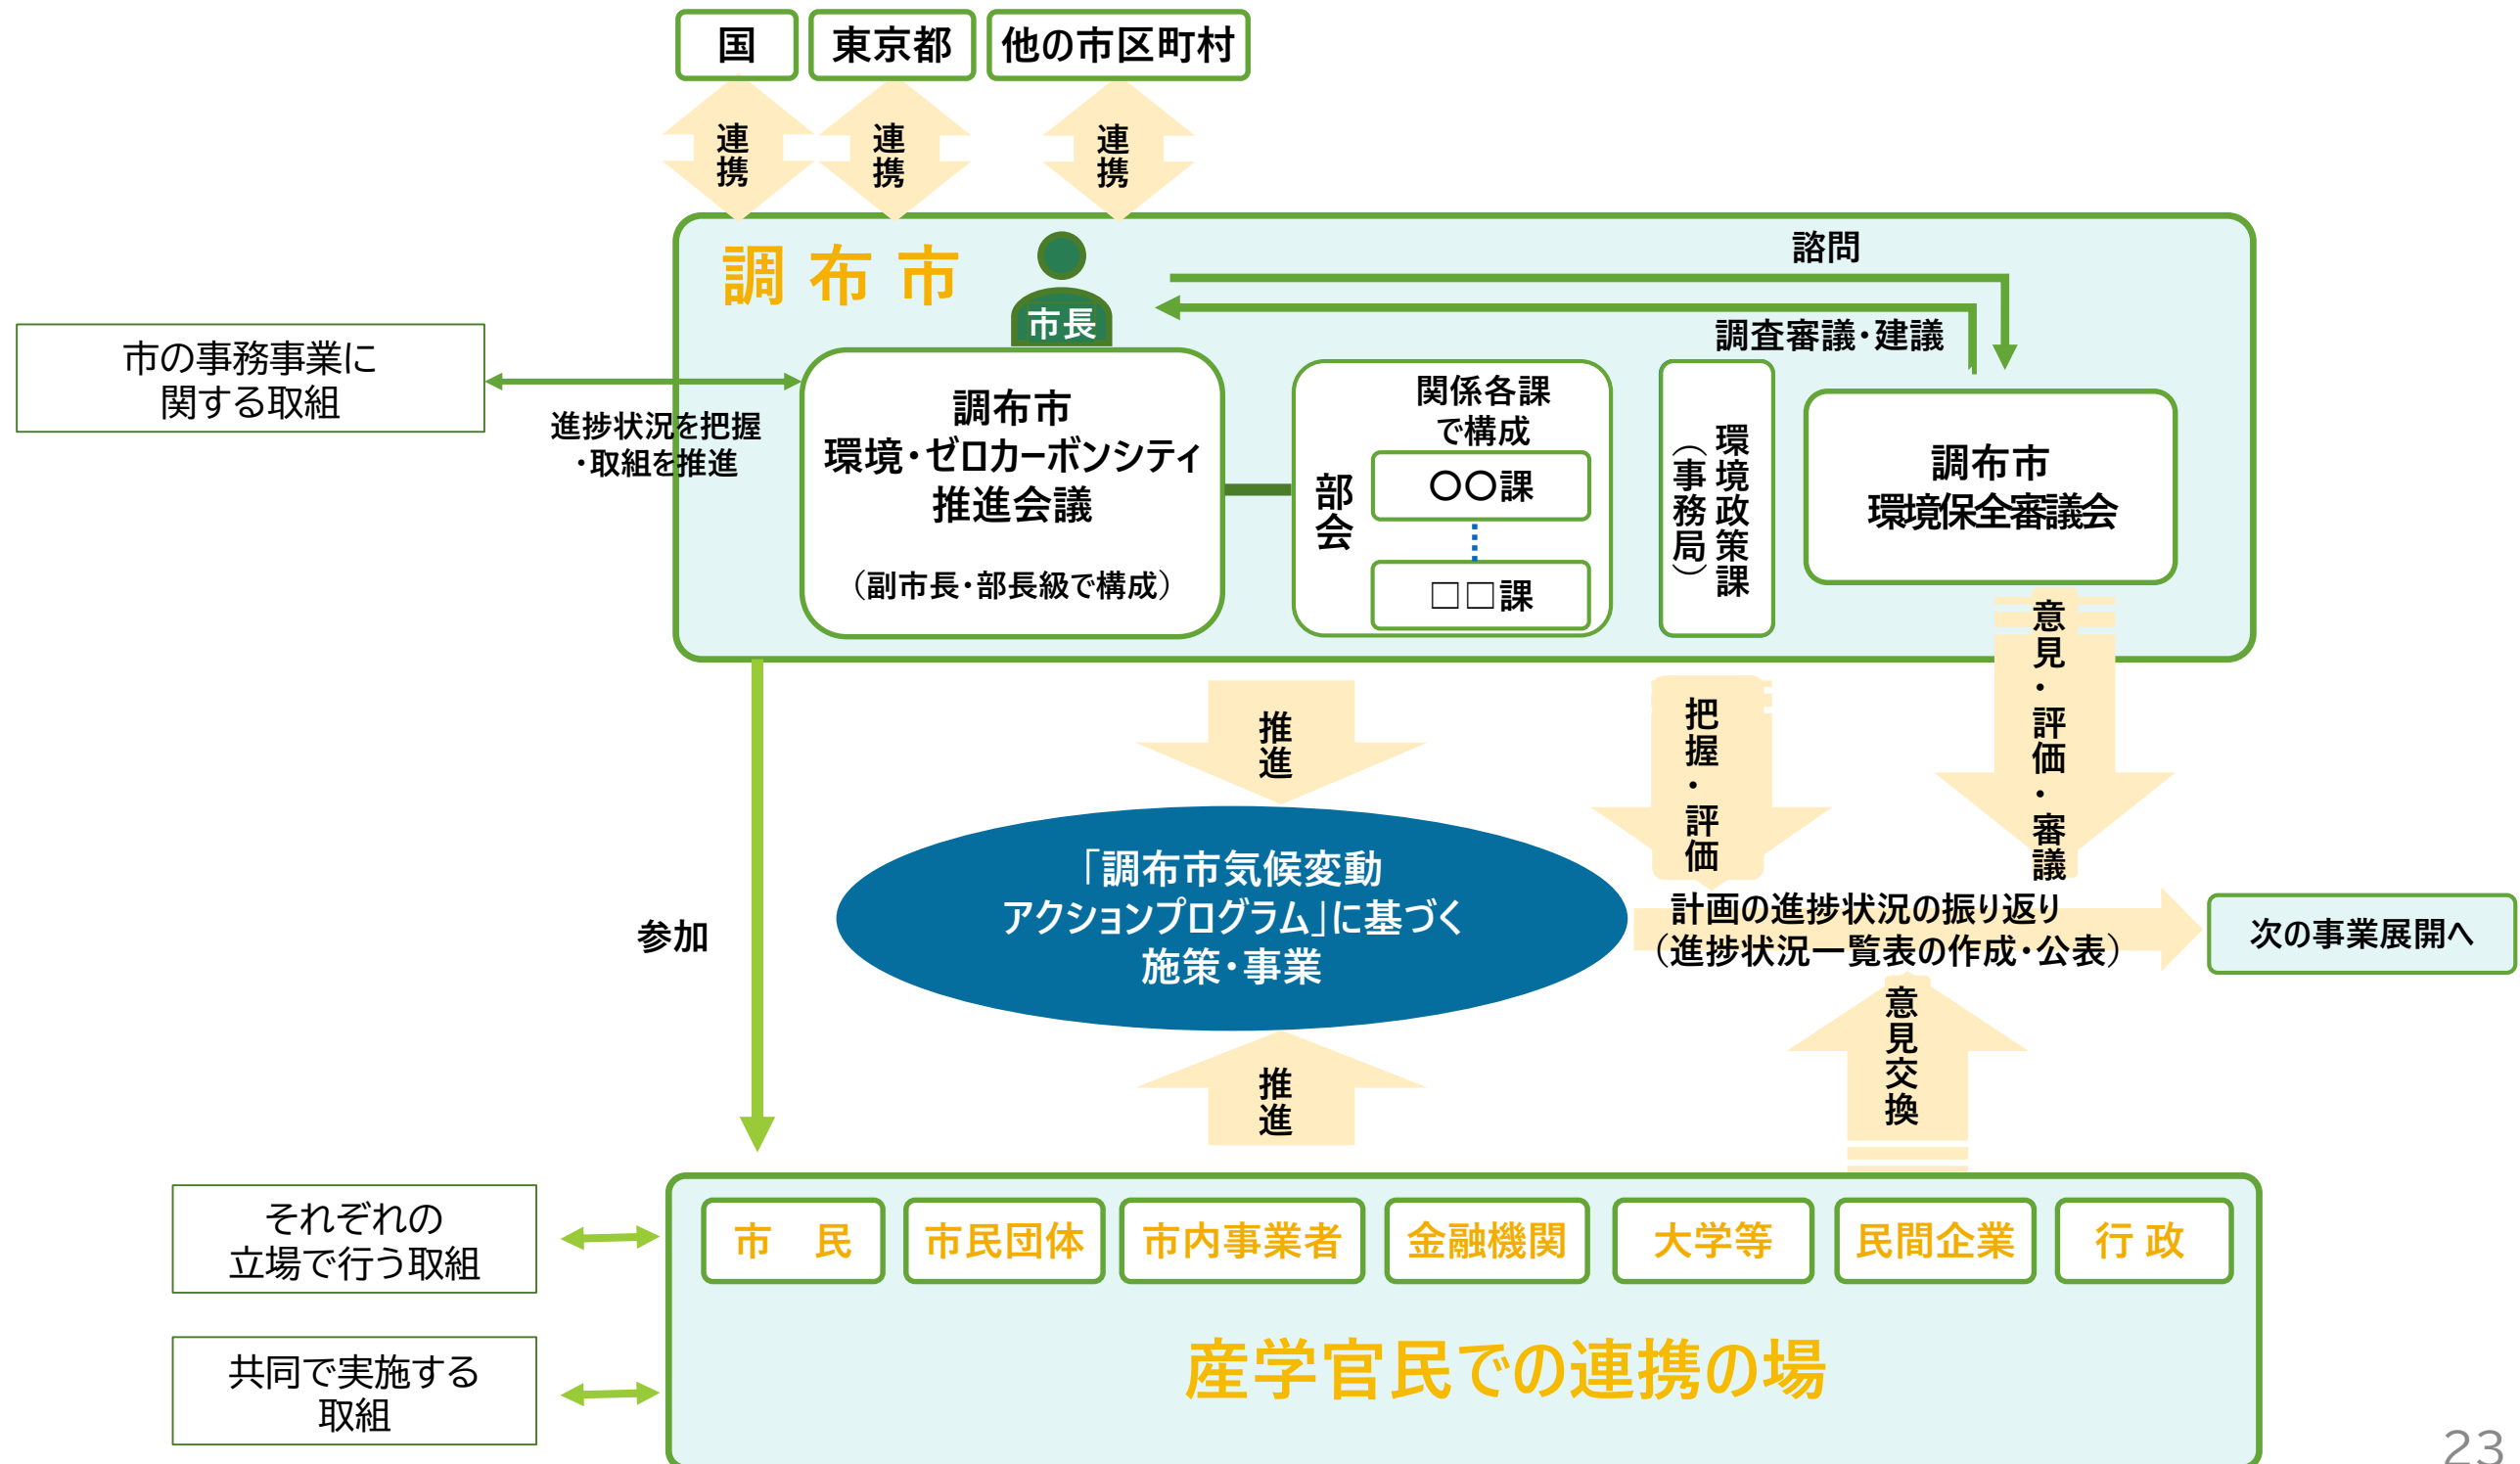 国
東京都
他の市区町村
連携
連携
連携
調布市
市長
諮問
調査審議・建議
市の事務事業に
関する取組
進捗状況を把握
・取組を推進
調布市
環境・ゼロカーボンシティ
推進会議
（副市長・部長級で構成）
部会
関係各課
で構成
〇〇課
□□課
環境政策課
（事務局）
調布市
環境保全審議会
推進
把握・評価
意見・評価・審議
参加
「調布市気候変動
アクションプログラム」に基づく
施策・事業
計画の進捗状況の振り返り
（進捗状況一覧表の作成・公表）
次の事業展開へ
推進
意見交換
それぞれの
立場で行う取組
共同で実施する
取組
市　民
市民団体
市内事業者
金融機関
大学等
民間企業
行 政
産学官民での連携の場
23